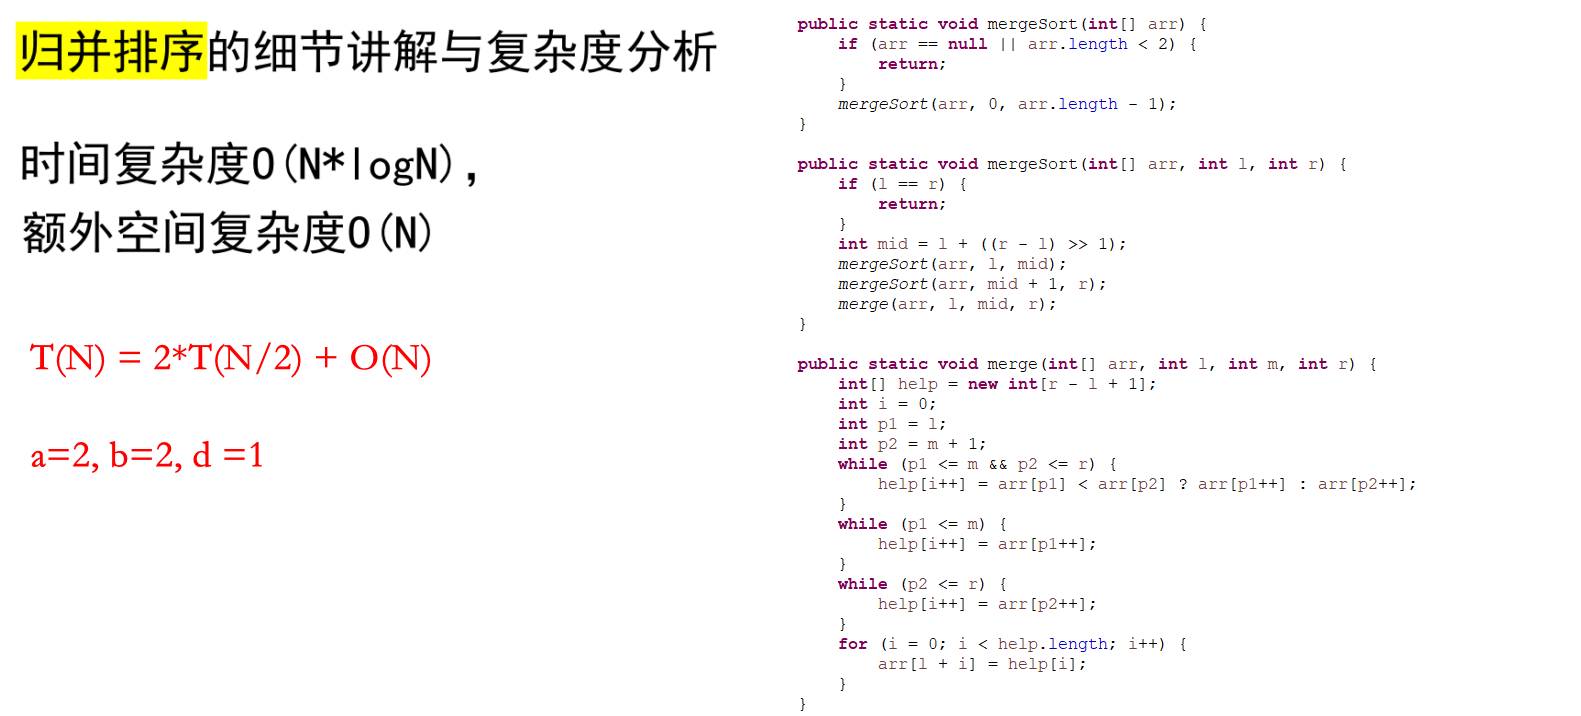 归并排序的细节讲解与复杂度分析
时间复杂度O(N*logN),
额外空间复杂度O(N)
T(N) = 2*T(N/2) + O(N)
a=2, b=2, d =1
public static void mergeSort(int[] arr) {
    if (arr == null || arr.length < 2) {
        return;
    }
    mergeSort(arr, 0, arr.length - 1);
}

public static void mergeSort(int[] arr, int l, int r) {
    if (l == r) {
        return;
    }
    int mid = l + ((r - l) >> 1);
    mergeSort(arr, l, mid);
    mergeSort(arr, mid + 1, r);
    merge(arr, l, mid, r);
}

public static void merge(int[] arr, int l, int m, int r) {
    int[] help = new int[r - l + 1];
    int i = 0;
    int p1 = l;
    int p2 = m + 1;
    while (p1 <= m && p2 <= r) {
        help[i++] = arr[p1] < arr[p2] ? arr[p1++] : arr[p2++];
    }
    while (p1 <= m) {
        help[i++] = arr[p1++];
    }
    while (p2 <= r) {
        help[i++] = arr[p2++];
    }
    for (i = 0; i < help.length; i++) {
        arr[l + i] = help[i];
    }
}